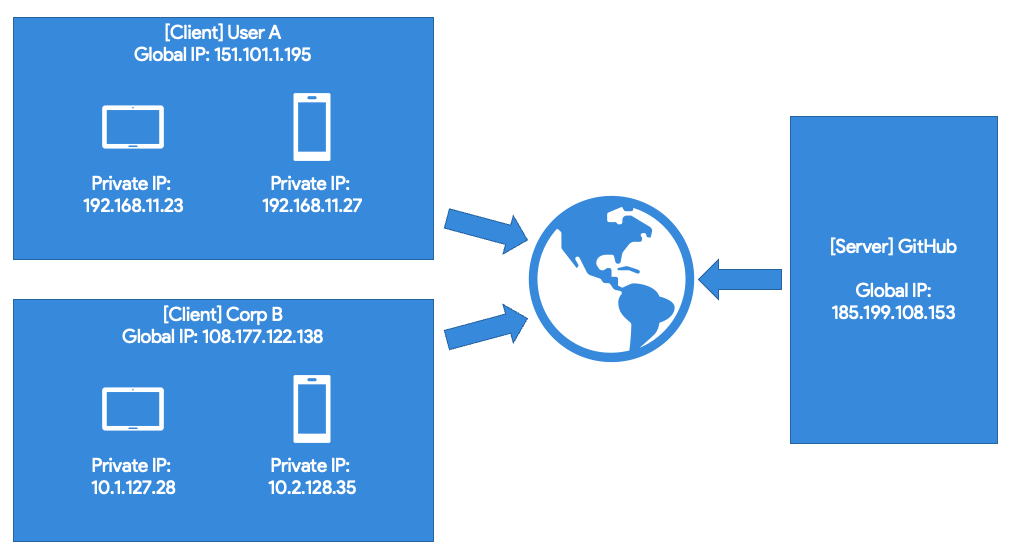 [Client] User A
Global IP: 151.101.1.195
Private IP:
192.168.11.23
Private IP:
192.168.11.27
[Client] Corp B
Global IP: 108.177.122.138
Private IP:
10.1.127.28
Private IP:
10.2.128.35
[Server] GitHub
Global IP:
185.199.108.153